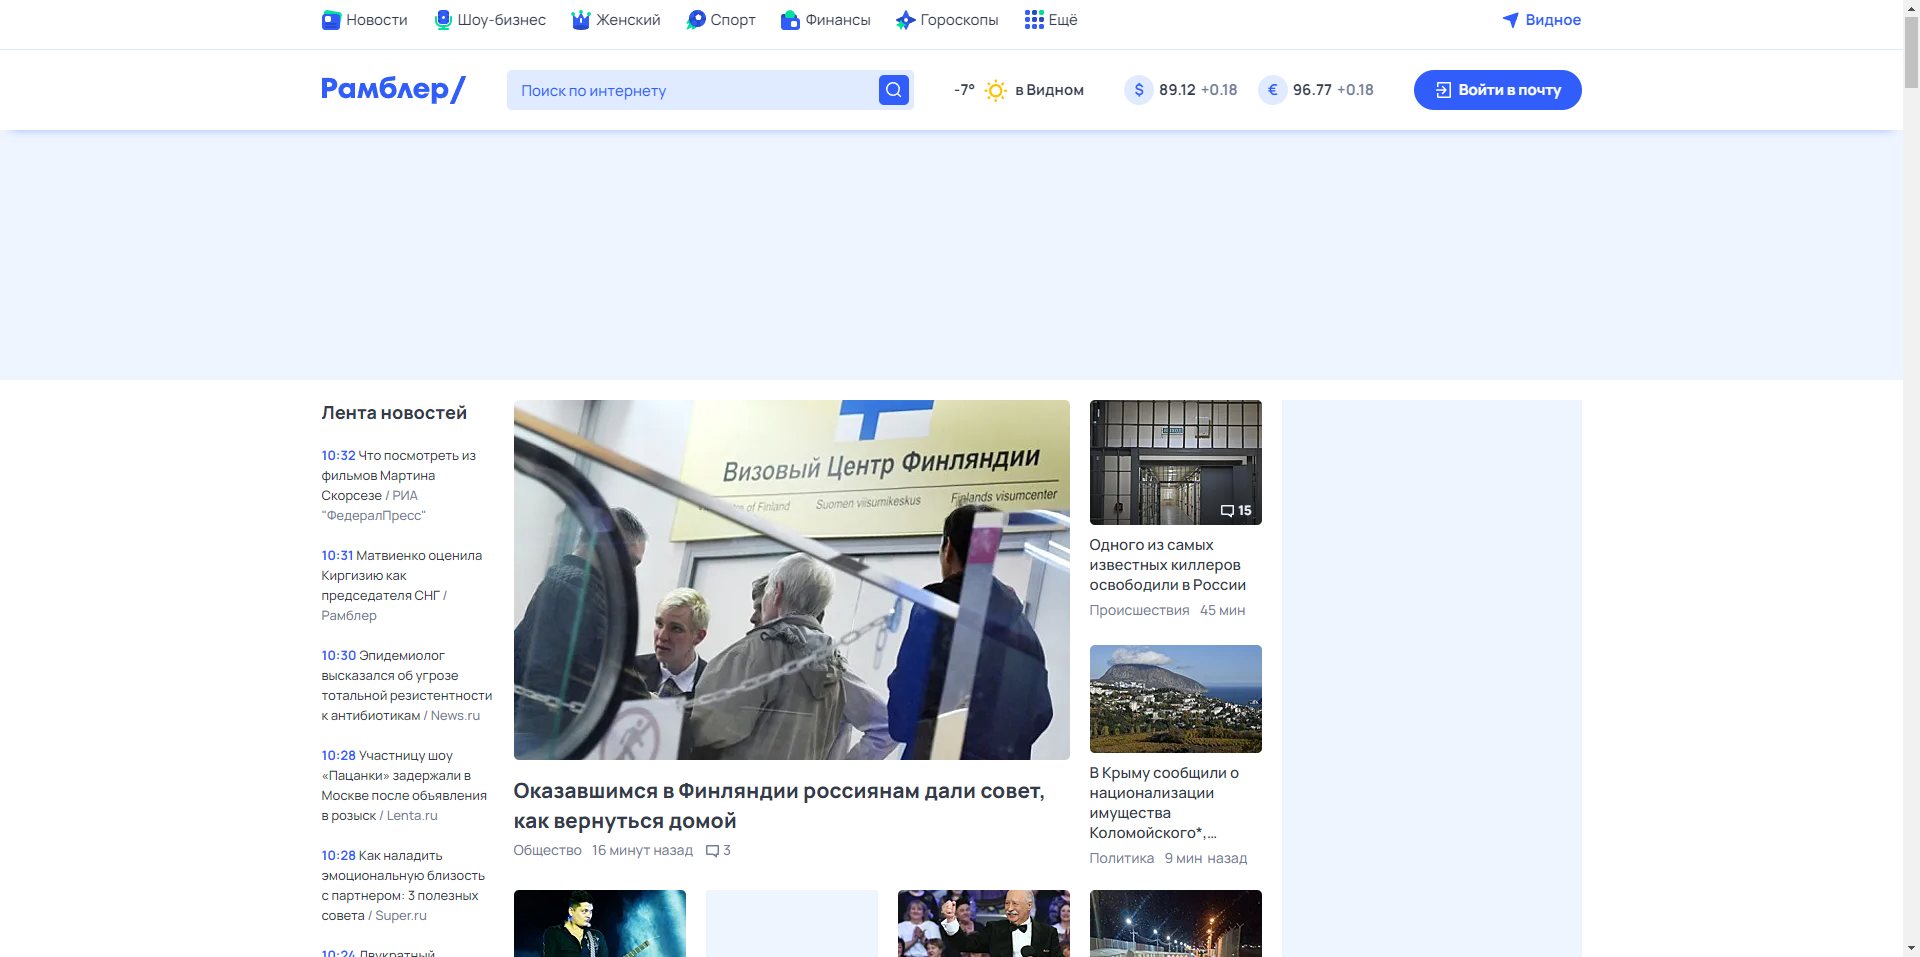 Новости
Шоу-бизнес
Женский
Спорт
Финансы
Гороскопы
Ещё
Видное
Рамблер/
Поиск по интернету
-7°
в Видном
$ 89.12 +0.18
€ 96.77 +0.18
Войти в почту
Лента новостей
10:32 Что посмотреть из
фильмов Мартина
Скорсезе / РИА
"ФедералПресс"
10:31 Матвиенко оценила
Киргизию как
председателя СНГ /
Рамблер
10:30 Эпидемиолог
высказался об угрозе
тотальной резистентности
к антибиотикам / News.ru
10:28 Участницу шоу
«Пацанки» задержали в
Москве после объявления
в розыск / Lenta.ru
10:28 Как наладить
эмоциональную близость
с партнером: 3 полезных
совета / Super.ru
10:24 Двукратный
Визовый Центр Финляндии
of Finland
Suomen viisumikeskus
Finlands visumcenter
Оказавшимся в Финляндии россиянам дали совет,
как вернуться домой
Общество 16 минут назад 3
15
Одного из самых
известных киллеров
освободили в России
Происшествия 45 мин
В Крыму сообщили о
национализации
имущества
Коломойского*,...
Политика 9 мин назад